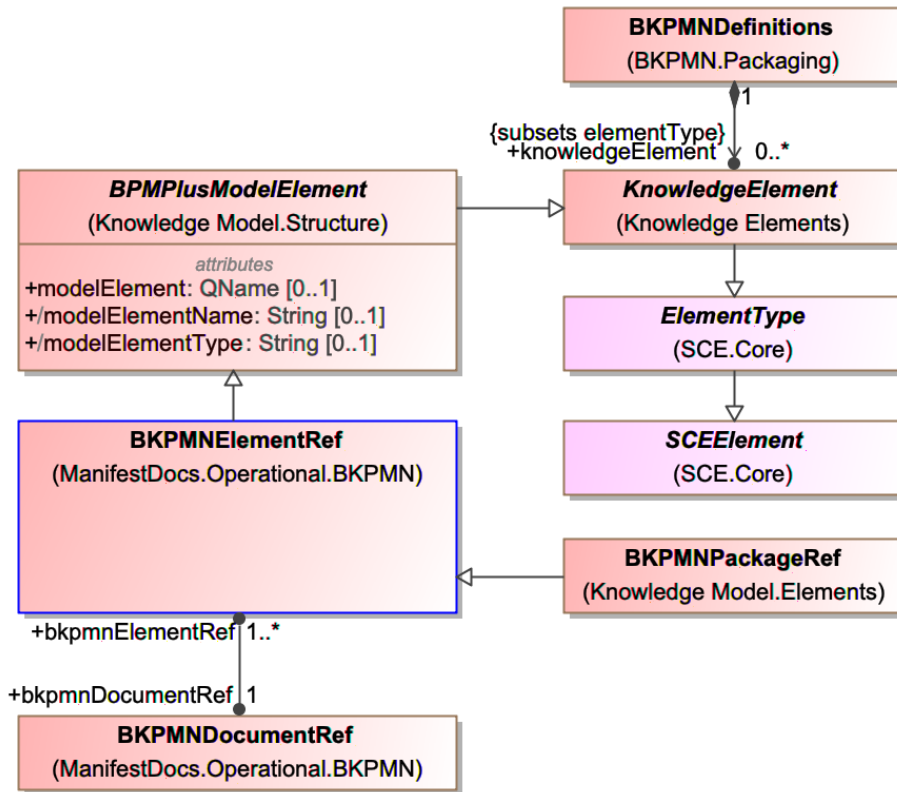 BKPMNDefinitions
(BKPMN.Packaging)
1
{subsets elementType}
+knowledgeElement 0..*
BPMPlusModelElement
(Knowledge Model.Structure)
attributes
+modelElement: QName [0..1]
+/modelElementName: String [0..1]
+/modelElementType: String [0..1]
KnowledgeElement
(Knowledge Elements)
ElementType
(SCE.Core)
SCEElement
(SCE.Core)
BKPMNElementRef
(ManifestDocs.Operational.BKPMN)
BKPMNPackageRef
(Knowledge Model.Elements)
+bkpmnElementRef 1..*
+bkpmnDocumentRef 1
BKPMNDocumentRef
(ManifestDocs.Operational.BKPMN)